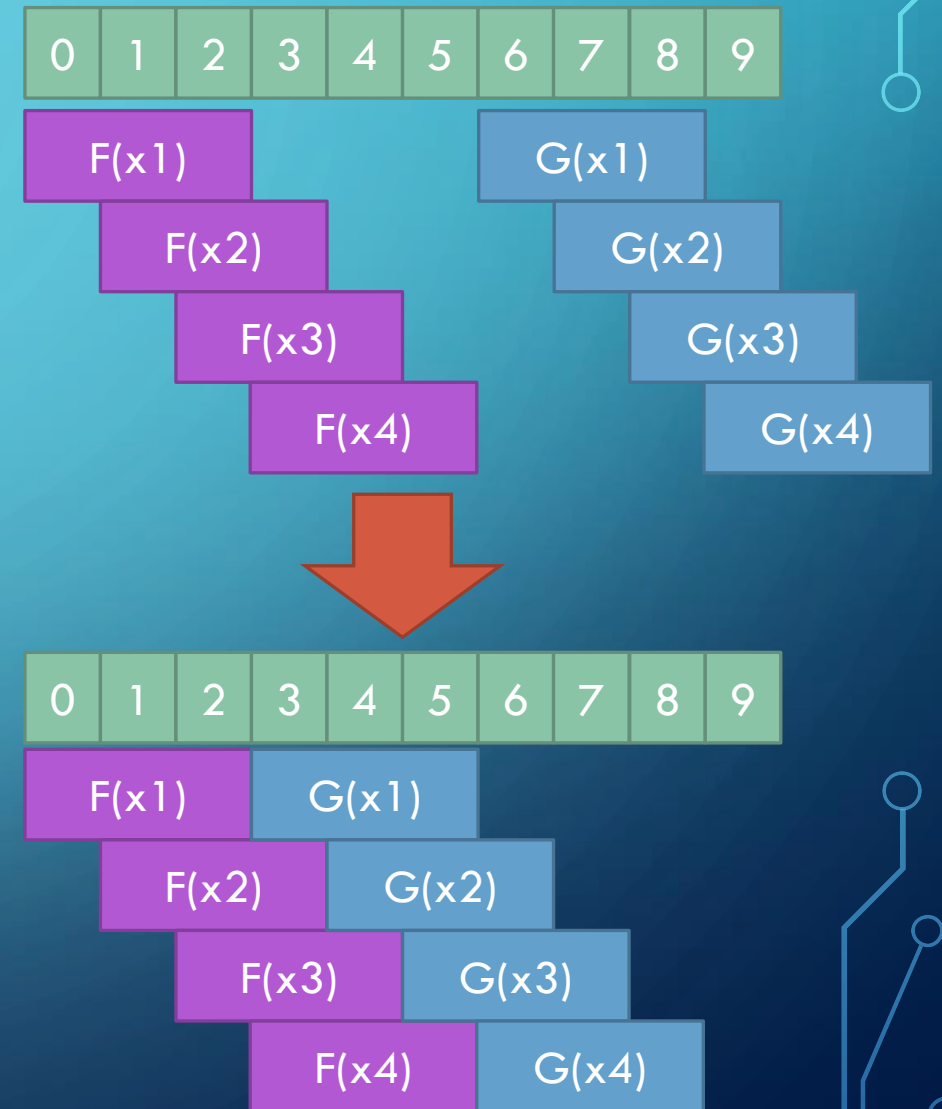 0 1 2 3 4 5 6 7 8 9
F(x1) G(x1)
F(x2) G(x2)
F(x3) G(x3)
F(x4) G(x4)
0 1 2 3 4 5 6 7 8 9
F(x1) G(x1)
F(x2) G(x2)
F(x3) G(x3)
F(x4) G(x4)